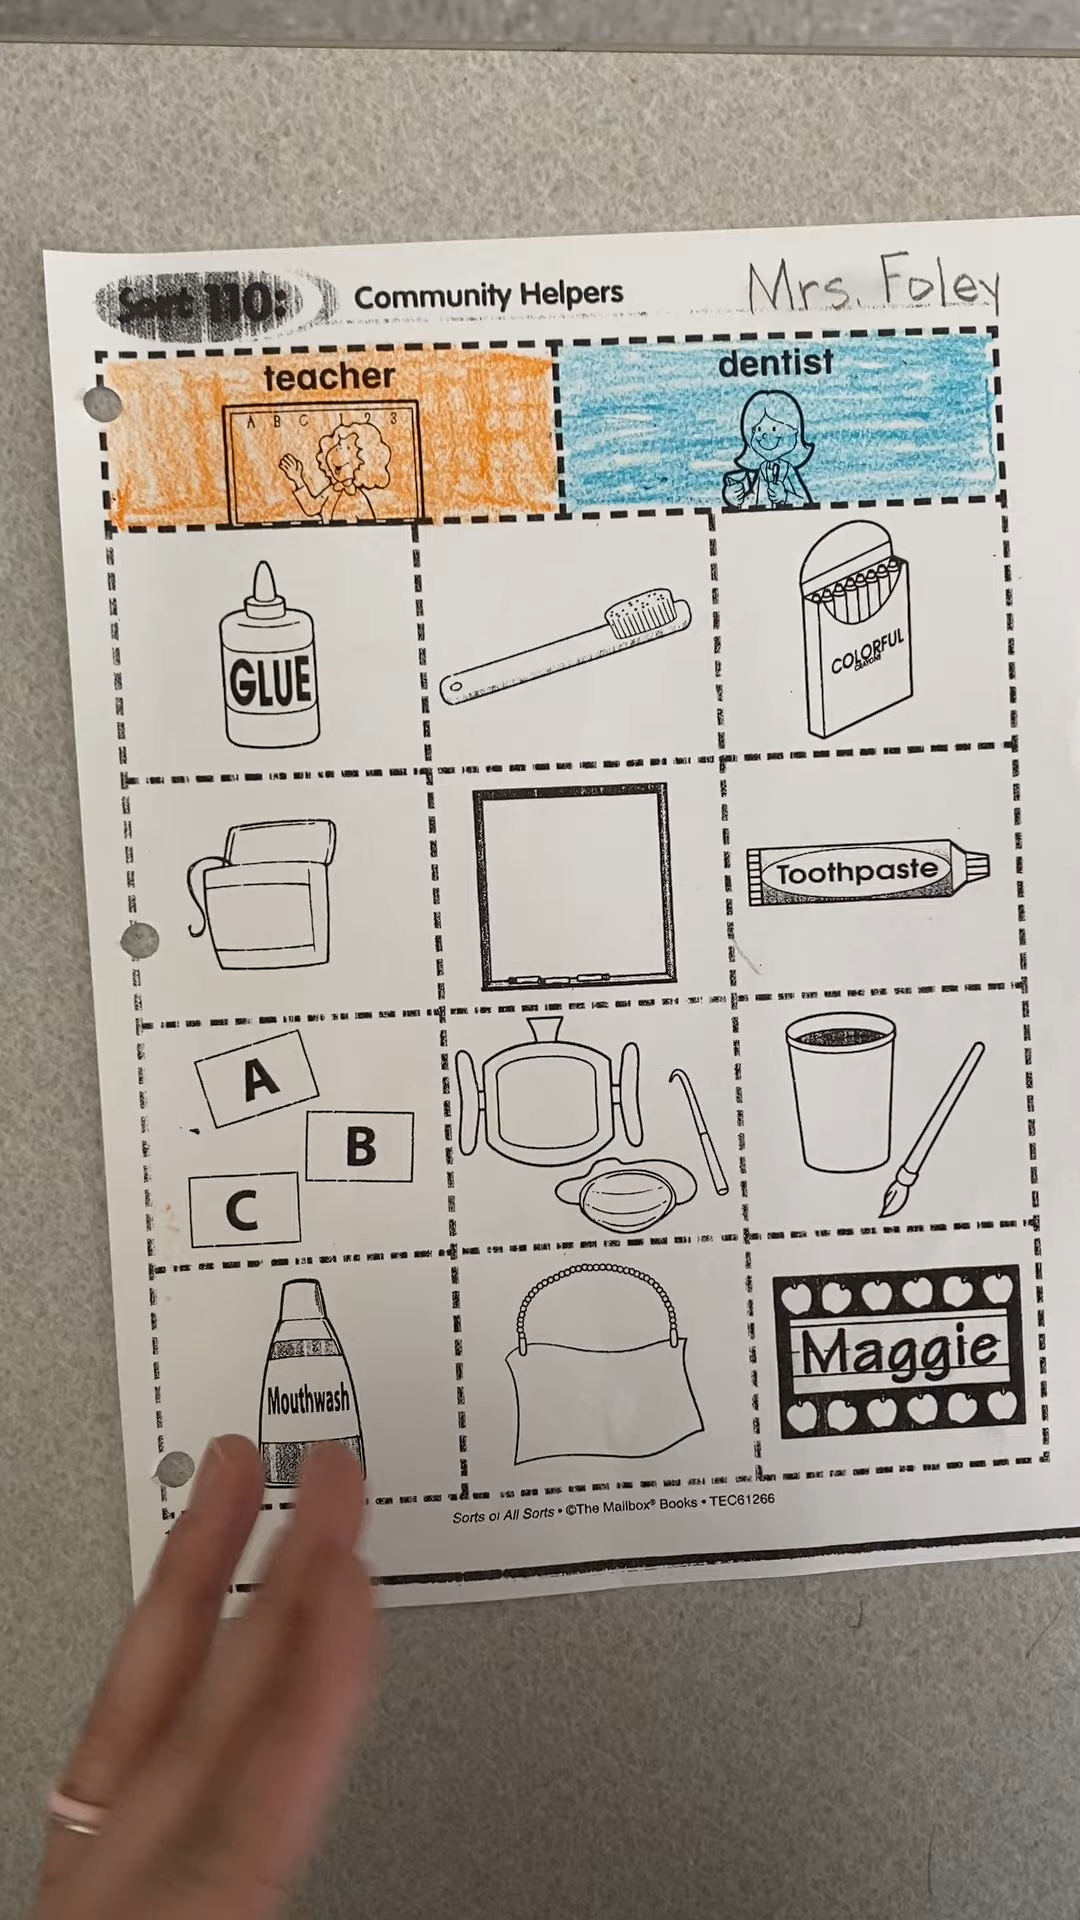 Sort 110: Community Helpers Mrs. Foley
teacher dentist
A B C 1 2 3
GLUE
COLORFUL
CRAYONS
Toothpaste
A
B
C
Mouthwash
Maggie
Sorts of All Sorts • ©The Mailbox® Books • TEC61266